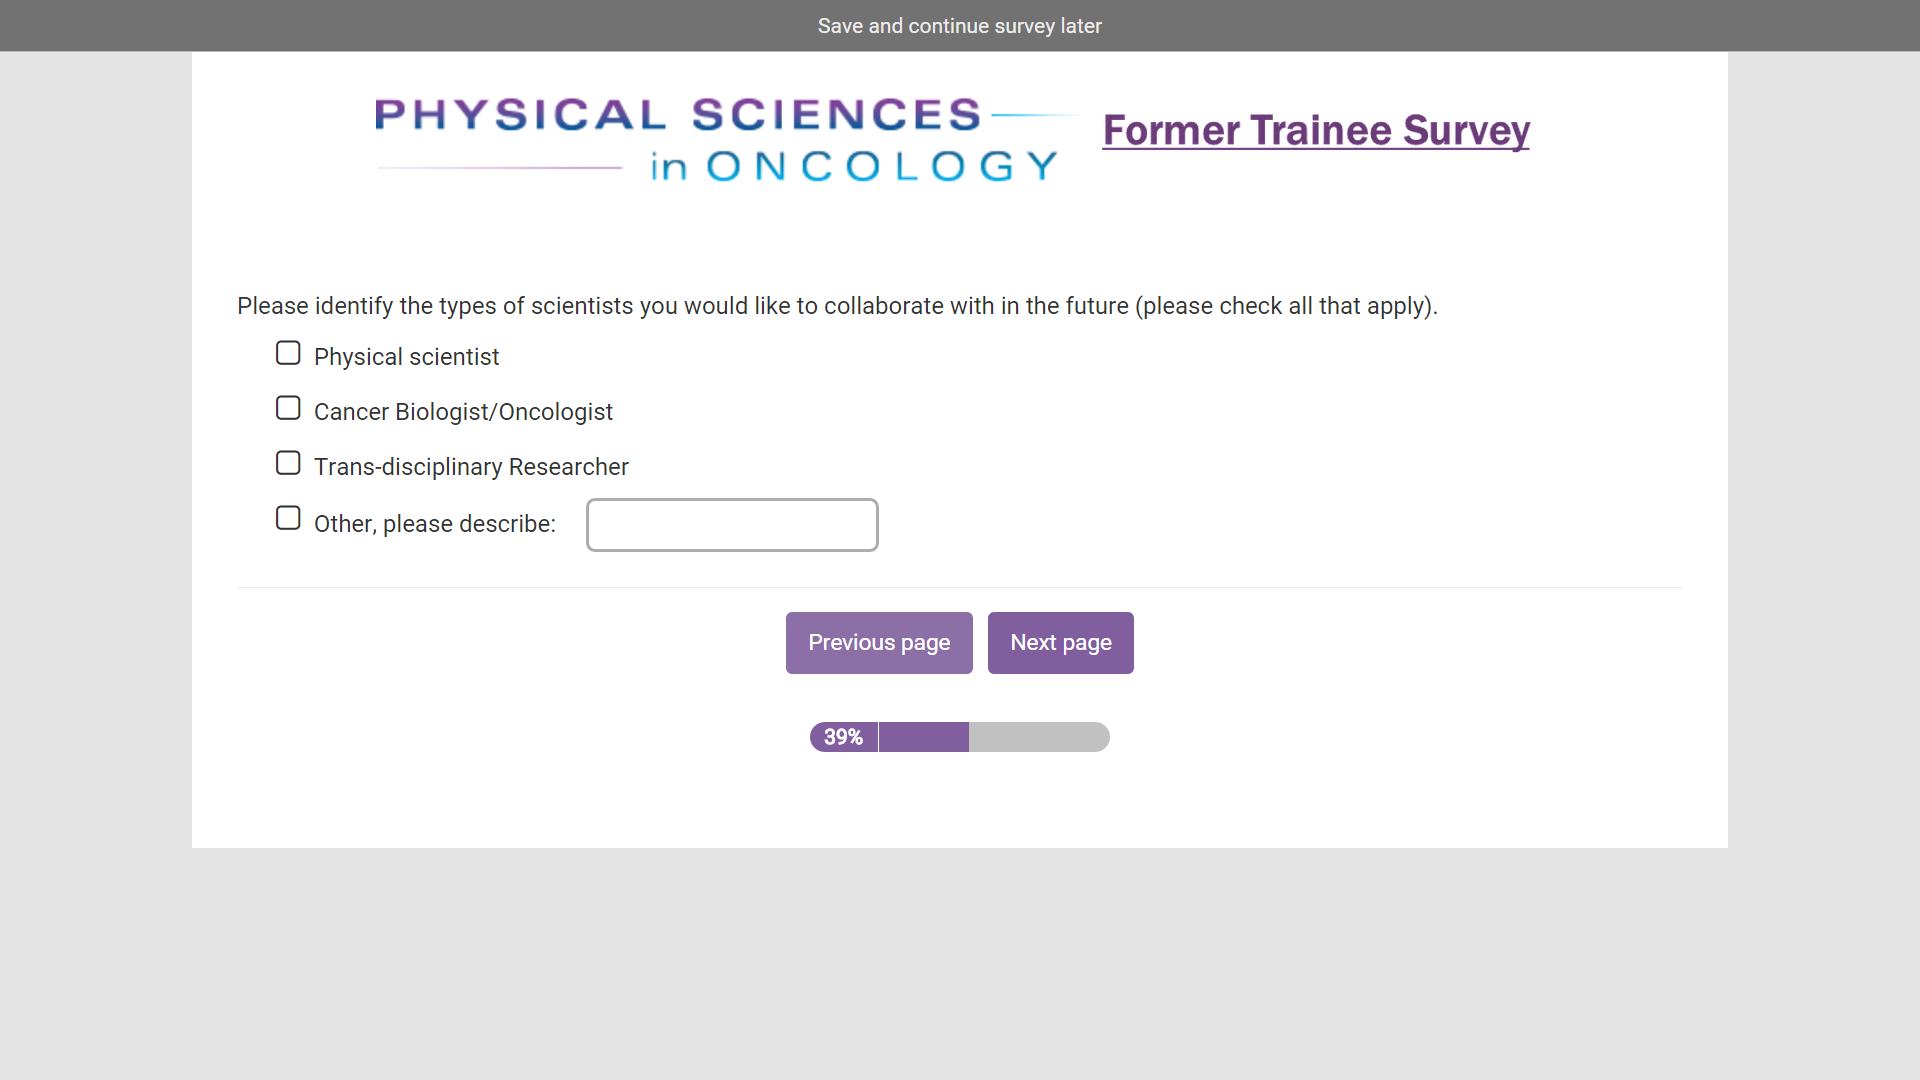 Save and continue survey later
PHYSICAL SCIENCES
in ONCOLOGY
Former Trainee Survey
Please identify the types of scientists you would like to collaborate with in the future (please check all that apply).
Physical scientist
Cancer Biologist/Oncologist
Trans-disciplinary Researcher
Other, please describe:
Previous page
Next page
39%